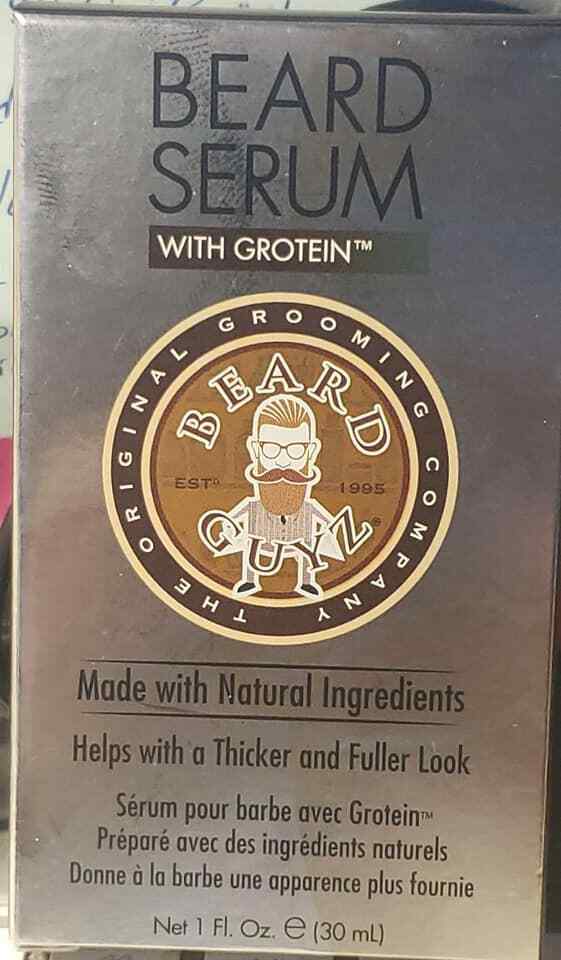 BEARD
SERUM
WITH GROTEIN™
THE ORIGINAL GROOMING COMPANY
BEARD
ESTD 1995
GUYZ®
Made with Natural Ingredients
Helps with a Thicker and Fuller Look
Sérum pour barbe avec Grotein™
Préparé avec des ingrédients naturels
Donne à la barbe une apparence plus fournie
Net 1 Fl. Oz. ℮ (30 mL)